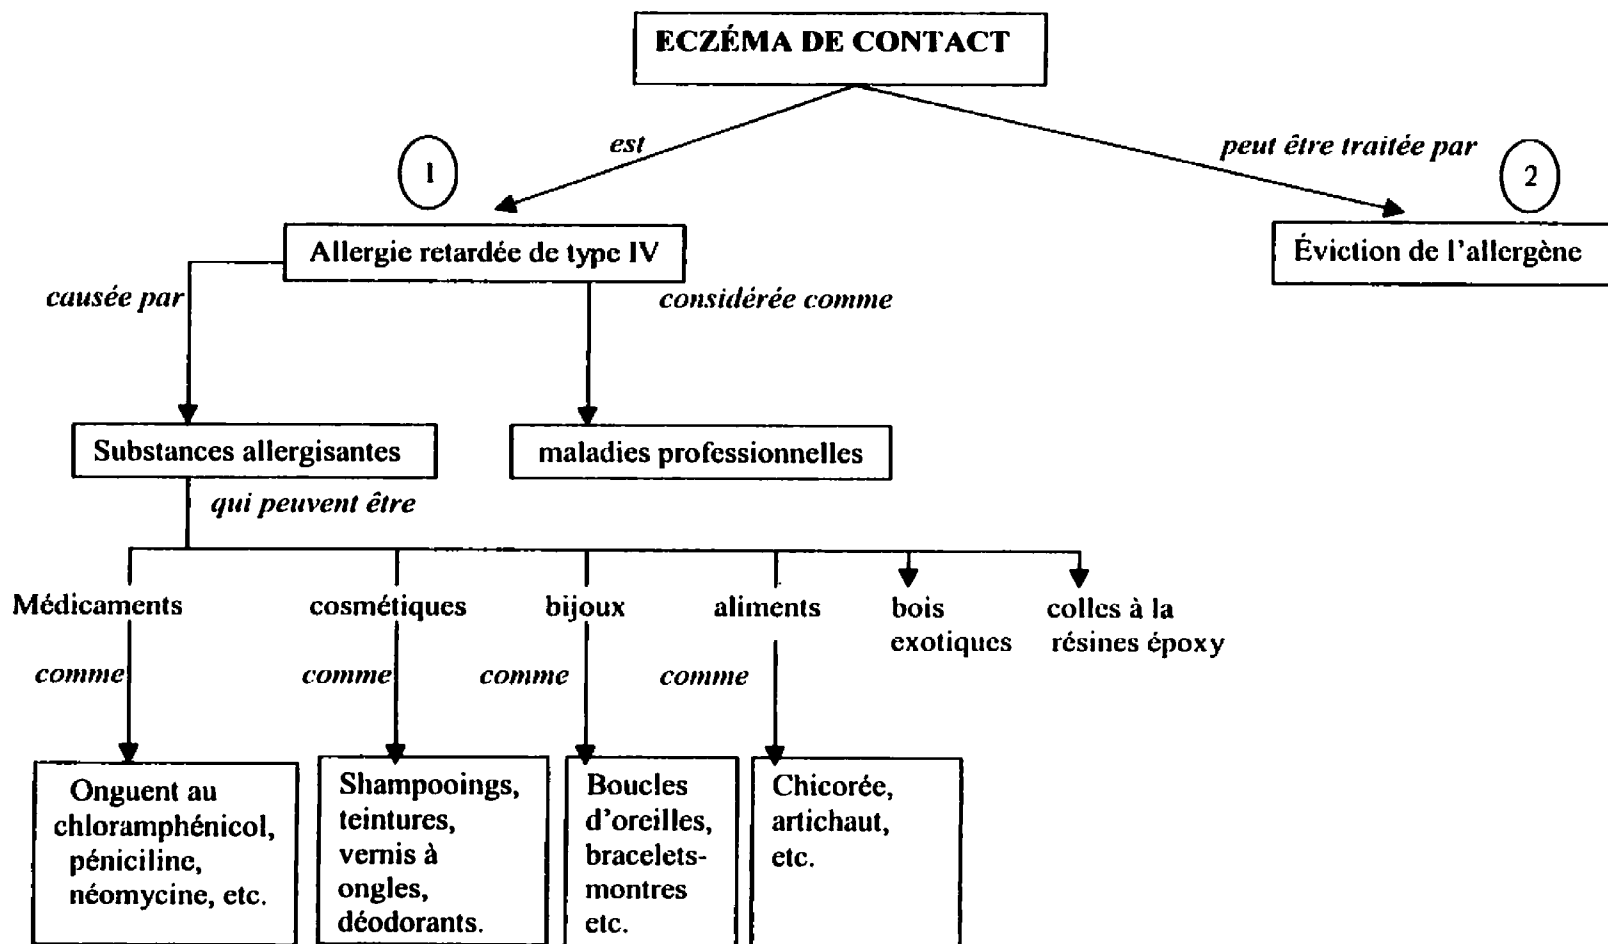 ECZÉMA DE CONTACT
est
peut être traitée par
1
2
Allergie retardée de type IV
Éviction de l'allergène
causée par
considérée comme
Substances allergisantes
maladies professionnelles
qui peuvent être
Médicaments
cosmétiques
bijoux
aliments
bois
exotiques
colles à la
résines époxy
comme
comme
comme
comme
Onguent au
chloramphénicol,
péniciline,
néomycine, etc.
Shampooings,
teintures,
vernis à
ongles,
déodorants.
Boucles
d'oreilles,
bracelets-
montres
etc.
Chicorée,
artichaut,
etc.